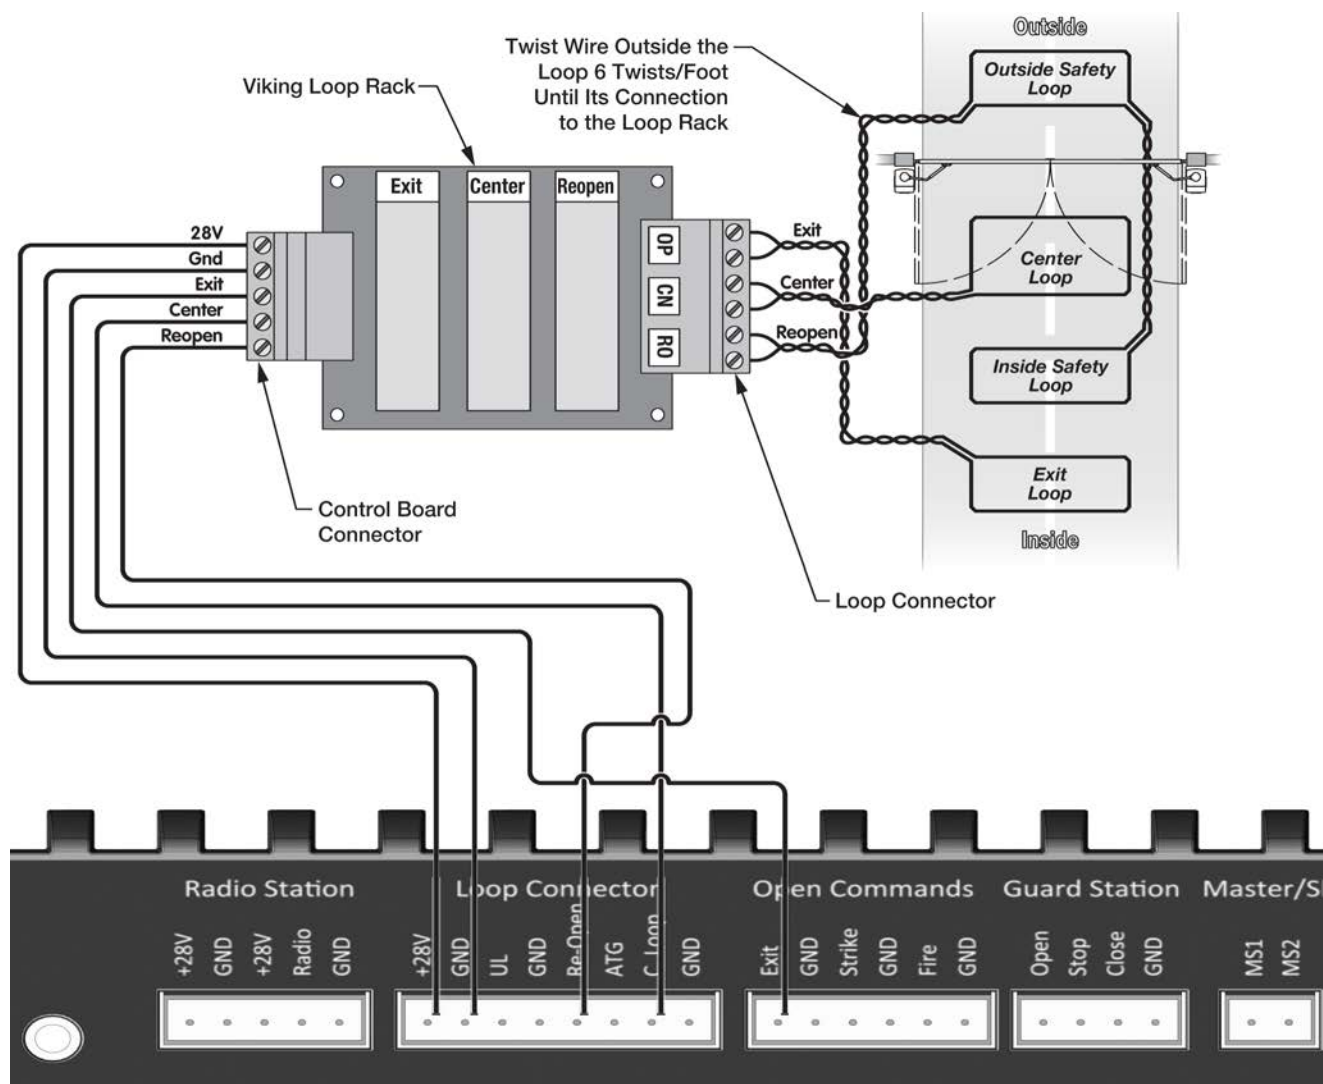 Outside
Twist Wire Outside the
Loop 6 Twists/Foot
Until Its Connection
to the Loop Rack
Outside Safety
Loop
Viking Loop Rack
Exit
Center
Reopen
28V
Gnd
Exit
Center
Reopen
OP
CN
RO
Exit
Center
Reopen
Center
Loop
Inside Safety
Loop
Exit
Loop
Inside
Control Board
Connector
Loop Connector
Radio Station
Loop Connector
Open Commands
Guard Station
Master/Sl
+28V
GND
+28V
Radio
GND
+28V
GND
UL
GND
Re-Open
ATG
C_Loop
GND
Exit
GND
Strike
GND
Fire
GND
Open
Stop
Close
GND
MS1
MS2